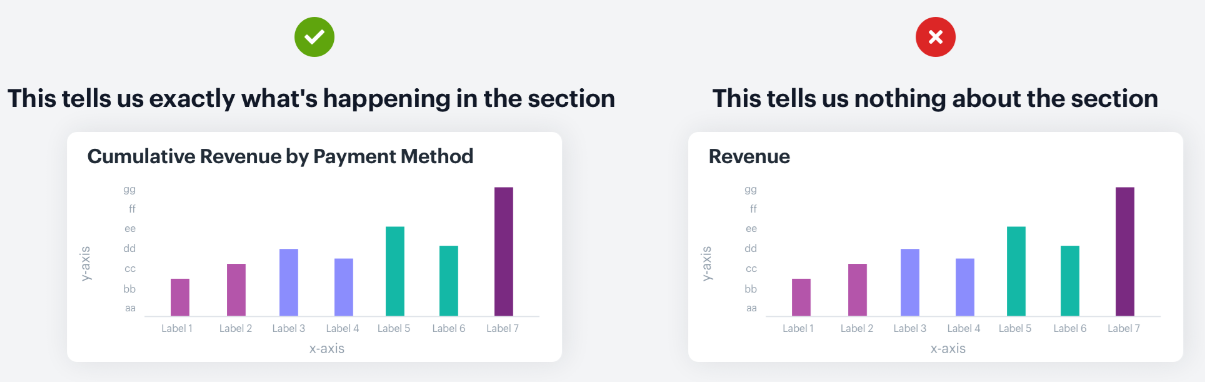 This tells us exactly what's happening in the section
Cumulative Revenue by Payment Method
gg
ff
ee
dd
cc
bb
aa
y-axis
Label 1 Label 2 Label 3 Label 4 Label 5 Label 6 Label 7
x-axis
This tells us nothing about the section
Revenue
gg
ff
ee
dd
cc
bb
aa
y-axis
Label 1 Label 2 Label 3 Label 4 Label 5 Label 6 Label 7
x-axis